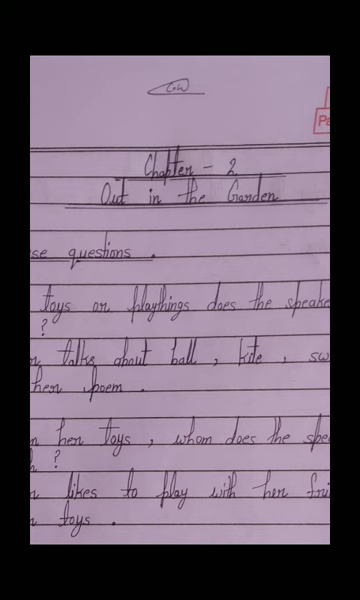 CW
Chapter - 2
Out in the Garden
se questions .
toys or playthings does the speake
?
r talks about ball , kite , sw
her poem .
n her toys , whom does the spe
h ?
r likes to play with her fri
n toys .